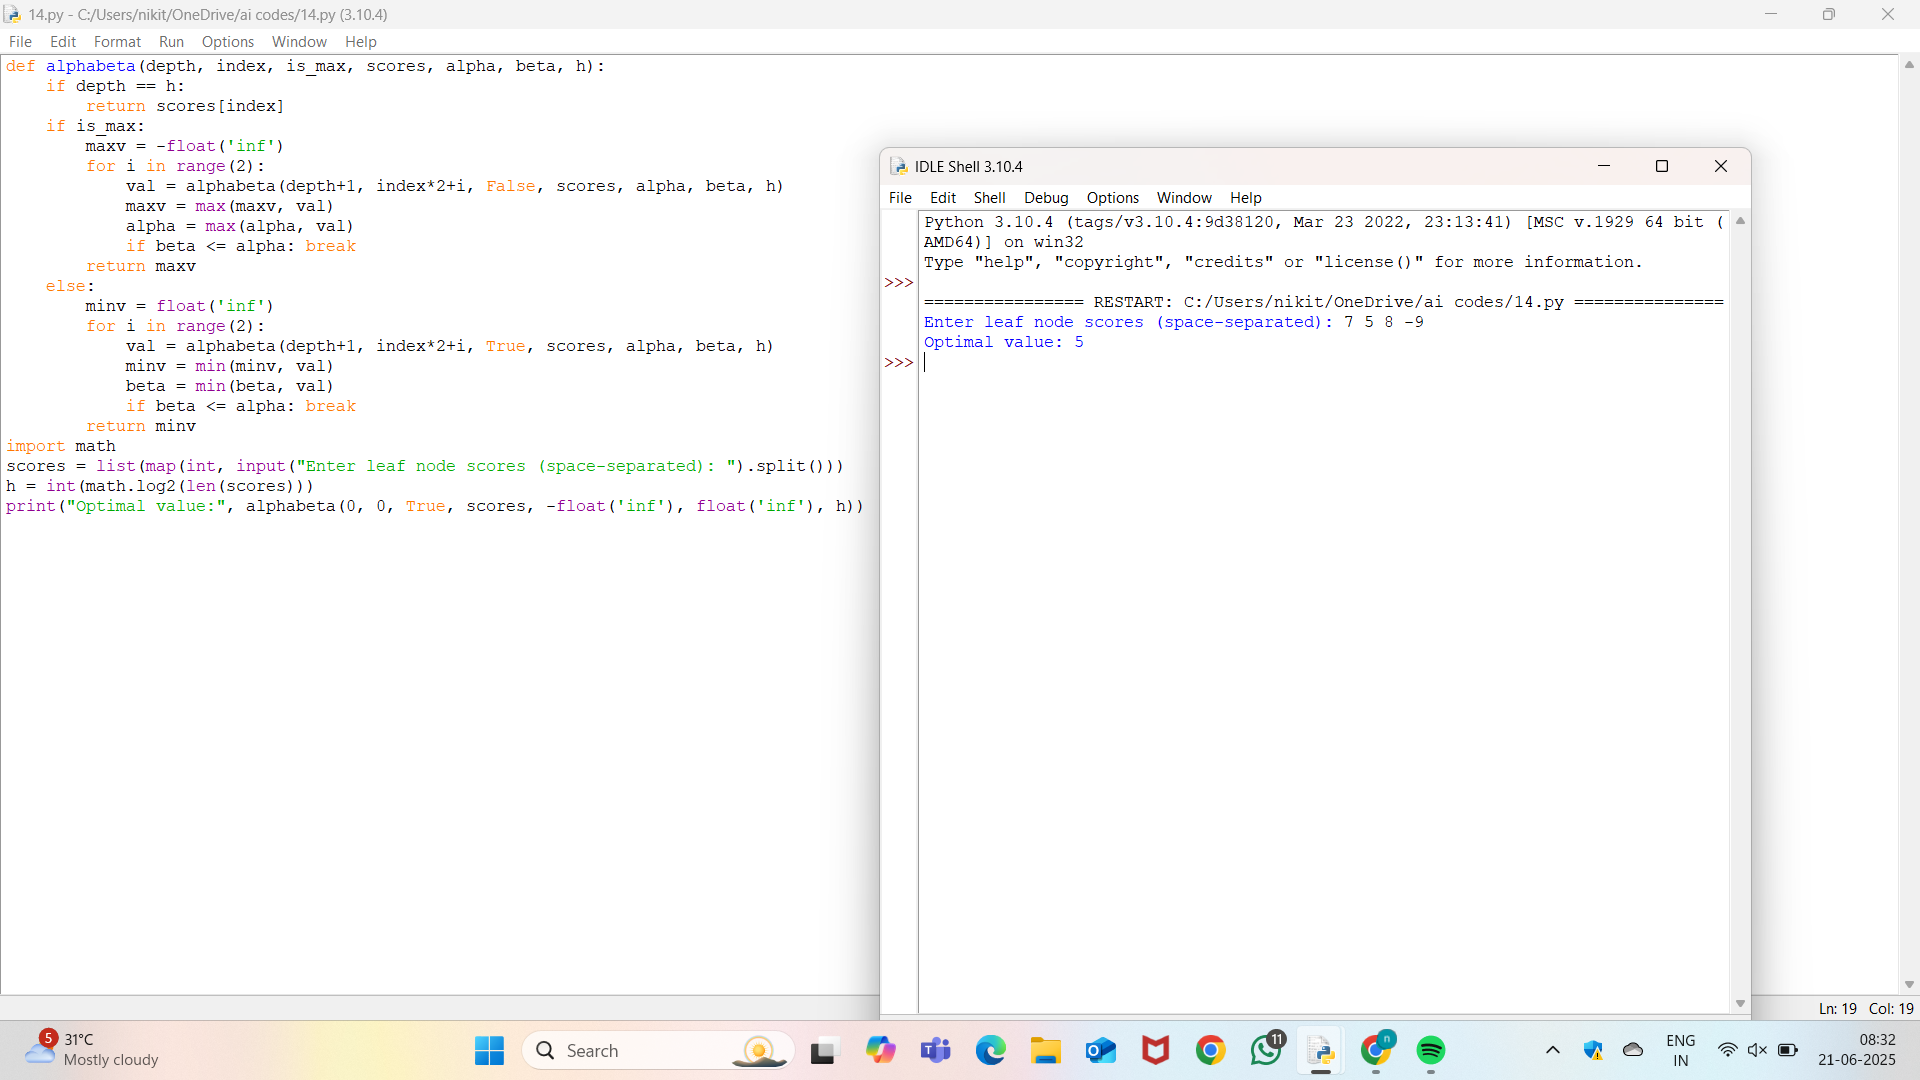 14.py - C:/Users/nikit/OneDrive/ai codes/14.py (3.10.4)
File Edit Format Run Options Window Help
def alphabeta(depth, index, is_max, scores, alpha, beta, h):
    if depth == h:
        return scores[index]
    if is_max:
        maxv = -float('inf')
        for i in range(2):
            val = alphabeta(depth+1, index*2+i, False, scores, alpha, beta, h)
            maxv = max(maxv, val)
            alpha = max(alpha, val)
            if beta <= alpha: break
        return maxv
    else:
        minv = float('inf')
        for i in range(2):
            val = alphabeta(depth+1, index*2+i, True, scores, alpha, beta, h)
            minv = min(minv, val)
            beta = min(beta, val)
            if beta <= alpha: break
        return minv
import math
scores = list(map(int, input("Enter leaf node scores (space-separated): ").split()))
h = int(math.log2(len(scores)))
print("Optimal value:", alphabeta(0, 0, True, scores, -float('inf'), float('inf'), h))
IDLE Shell 3.10.4
File Edit Shell Debug Options Window Help
Python 3.10.4 (tags/v3.10.4:9d38120, Mar 23 2022, 23:13:41) [MSC v.1929 64 bit (
AMD64)] on win32
Type "help", "copyright", "credits" or "license()" for more information.
>>>
================ RESTART: C:/Users/nikit/OneDrive/ai codes/14.py ===============
Enter leaf node scores (space-separated): 7 5 8 -9
Optimal value: 5
>>>
Ln: 19 Col: 19
5
31°C
Mostly cloudy
Search
11
n
ENG
IN
08:32
21-06-2025